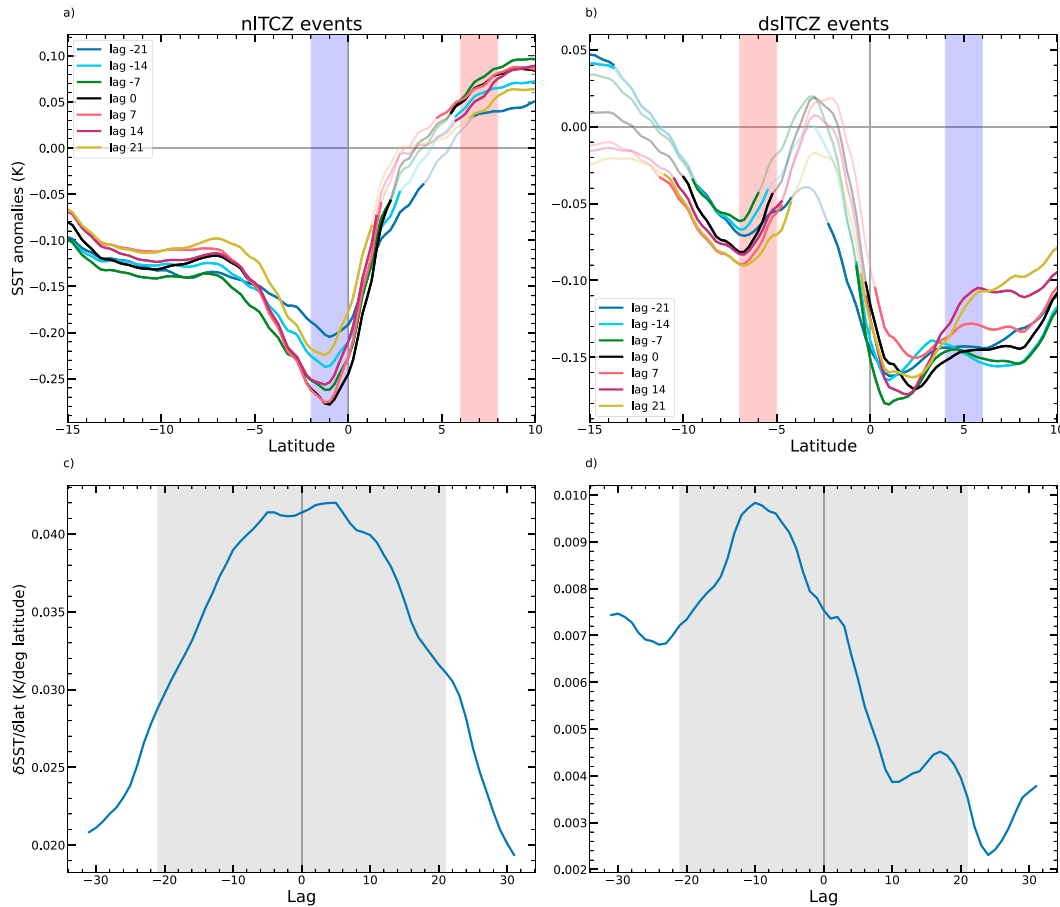 a)
nITCZ events
b)
dsITCZ events
lag -21
lag -14
lag -7
lag 0
lag 7
lag 14
lag 21
0.10
0.05
0.00
−0.05
−0.10
−0.15
−0.20
−0.25
SST anomalies (K)
−15
−10
−5
0
5
10
Latitude
0.05
0.00
−0.05
−0.10
−0.15
lag -21
lag -14
lag -7
lag 0
lag 7
lag 14
lag 21
−15
−10
−5
0
5
10
Latitude
c)
0.040
0.035
0.030
0.025
0.020
δSST/δlat (K/deg latitude)
−30
−20
−10
0
10
20
30
Lag
d)
0.010
0.009
0.008
0.007
0.006
0.005
0.004
0.003
0.002
−30
−20
−10
0
10
20
30
Lag